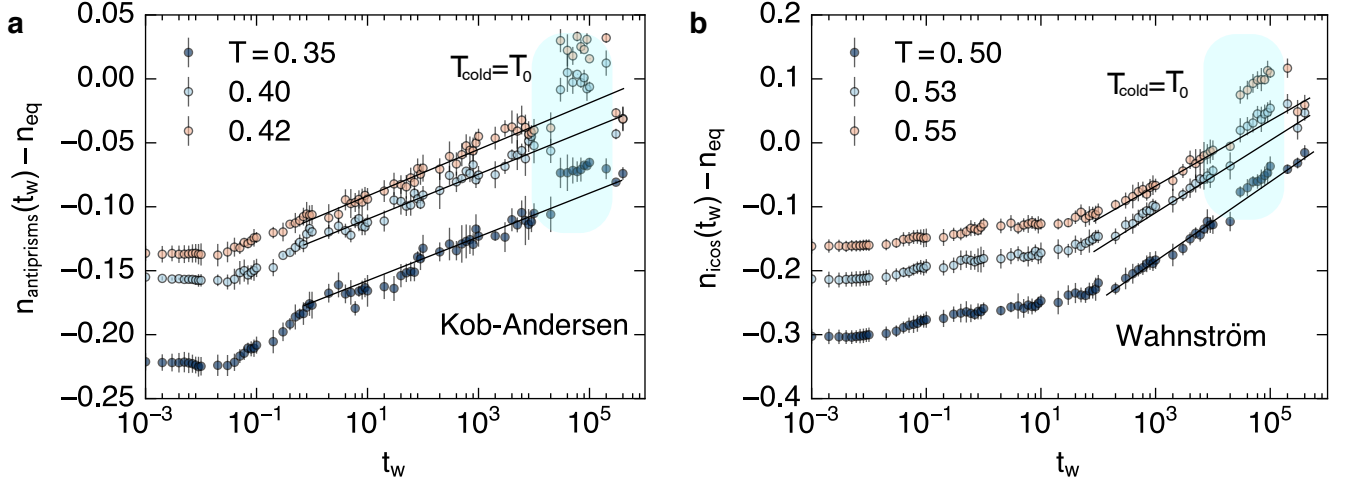 a
T=0.35
0.40
0.42
T_cold=T_0
Kob-Andersen
n_antiprisms(t_w) − n_eq
0.00
−0.05
−0.10
−0.15
−0.20
−0.25
0.05
10^−3
10^−1
10^1
10^3
10^5
t_w
b
T=0.50
0.53
0.55
T_cold=T_0
Wahnström
n_icos(t_w) − n_eq
0.2
0.1
0.0
−0.1
−0.2
−0.3
−0.4
10^−3
10^−1
10^1
10^3
10^5
t_w